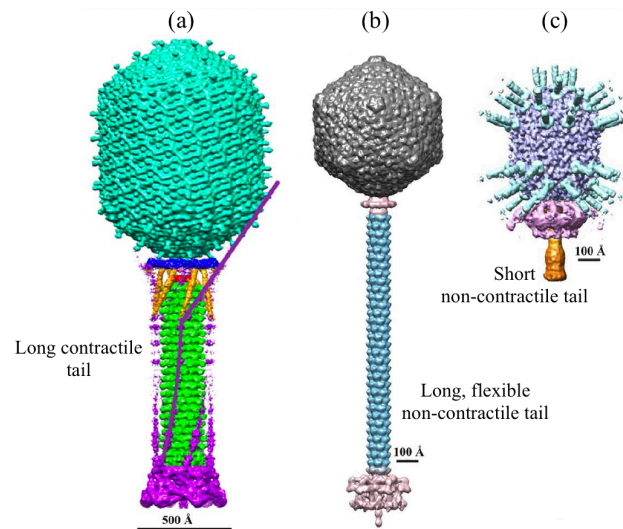 (a)
(b)
(c)
Short
non-contractile tail
100 Å
Long contractile
tail
Long, flexible
non-contractile tail
100 Å
500 Å